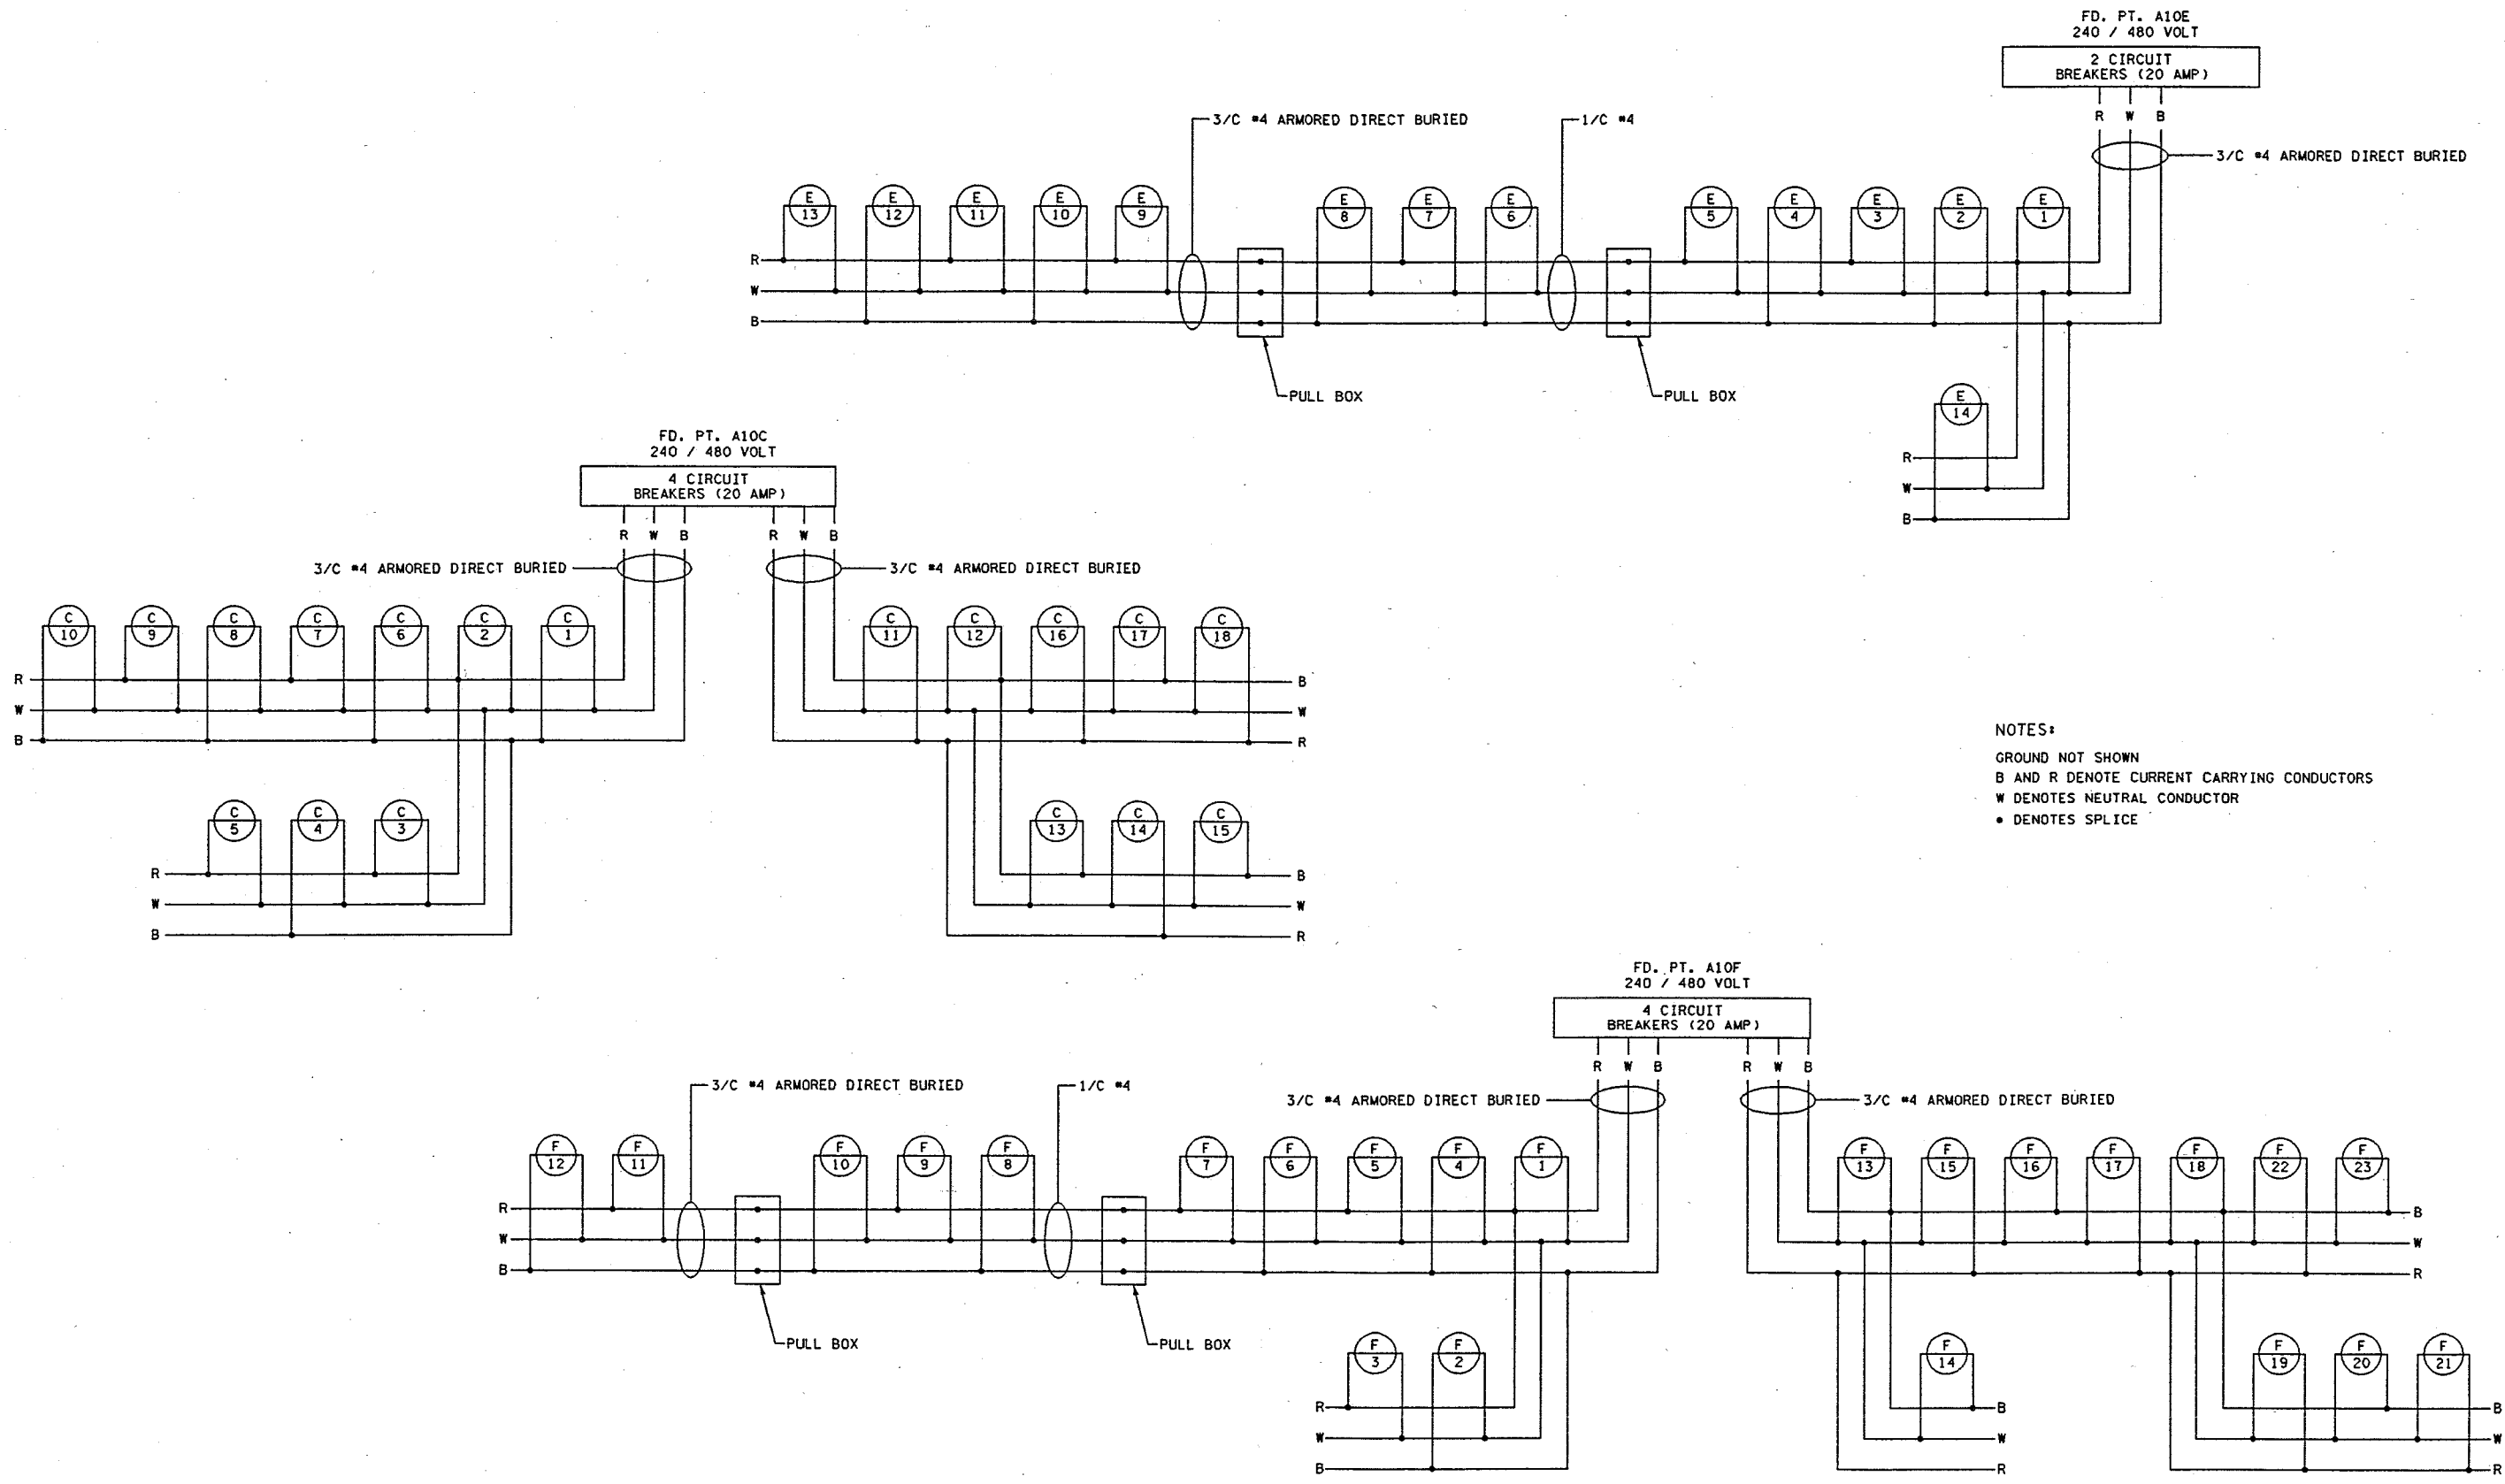 FD. PT. A10E
240 / 480 VOLT
2 CIRCUIT
BREAKERS (20 AMP)
R W B
3/C #4 ARMORED DIRECT BURIED
1/C #4
3/C #4 ARMORED DIRECT BURIED
E 13
E 12
E 11
E 10
E 9
E 8
E 7
E 6
E 5
E 4
E 3
E 2
E 1
R
W
B
PULL BOX
PULL BOX
E 14
R
W
B
FD. PT. A10C
240 / 480 VOLT
4 CIRCUIT
BREAKERS (20 AMP)
R W B
R W B
3/C #4 ARMORED DIRECT BURIED
3/C #4 ARMORED DIRECT BURIED
C 10
C 9
C 8
C 7
C 6
C 2
C 1
C 11
C 12
C 16
C 17
C 18
R
W
B
B
W
R
C 5
C 4
C 3
C 13
C 14
C 15
R
W
B
B
W
R
NOTES:
GROUND NOT SHOWN
B AND R DENOTE CURRENT CARRYING CONDUCTORS
W DENOTES NEUTRAL CONDUCTOR
• DENOTES SPLICE
FD. PT. A10F
240 / 480 VOLT
4 CIRCUIT
BREAKERS (20 AMP)
R W B
R W B
3/C #4 ARMORED DIRECT BURIED
1/C #4
3/C #4 ARMORED DIRECT BURIED
3/C #4 ARMORED DIRECT BURIED
F 12
F 11
F 10
F 9
F 8
F 7
F 6
F 5
F 4
F 1
F 13
F 15
F 16
F 17
F 18
F 22
F 23
R
W
B
B
W
R
PULL BOX
PULL BOX
F 3
F 2
F 14
F 19
F 20
F 21
R
W
B
B
W
R
B
W
R